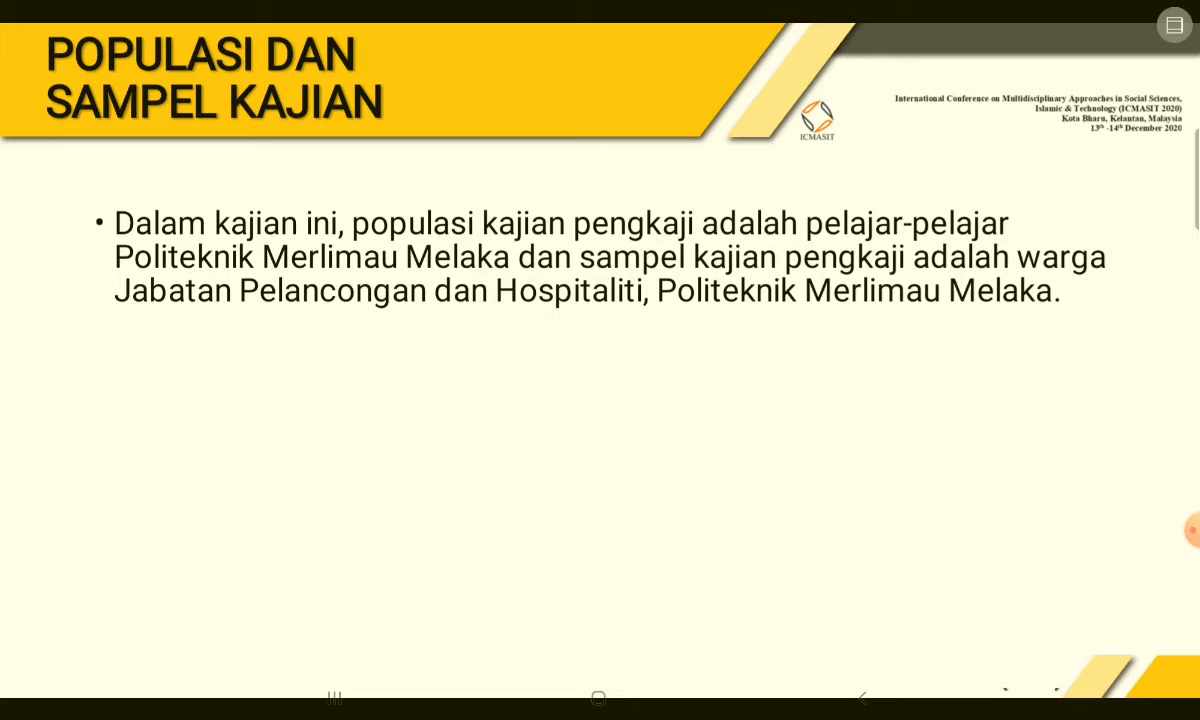 POPULASI DAN
SAMPEL KAJIAN
ICMASIT
International Conference on Multidisciplinary Approaches in Social Sciences,
Islamic & Technology (ICMASIT 2020)
Kota Bharu, Kelantan, Malaysia
13th -14th December 2020
• Dalam kajian ini, populasi kajian pengkaji adalah pelajar-pelajar
Politeknik Merlimau Melaka dan sampel kajian pengkaji adalah warga
Jabatan Pelancongan dan Hospitaliti, Politeknik Merlimau Melaka.